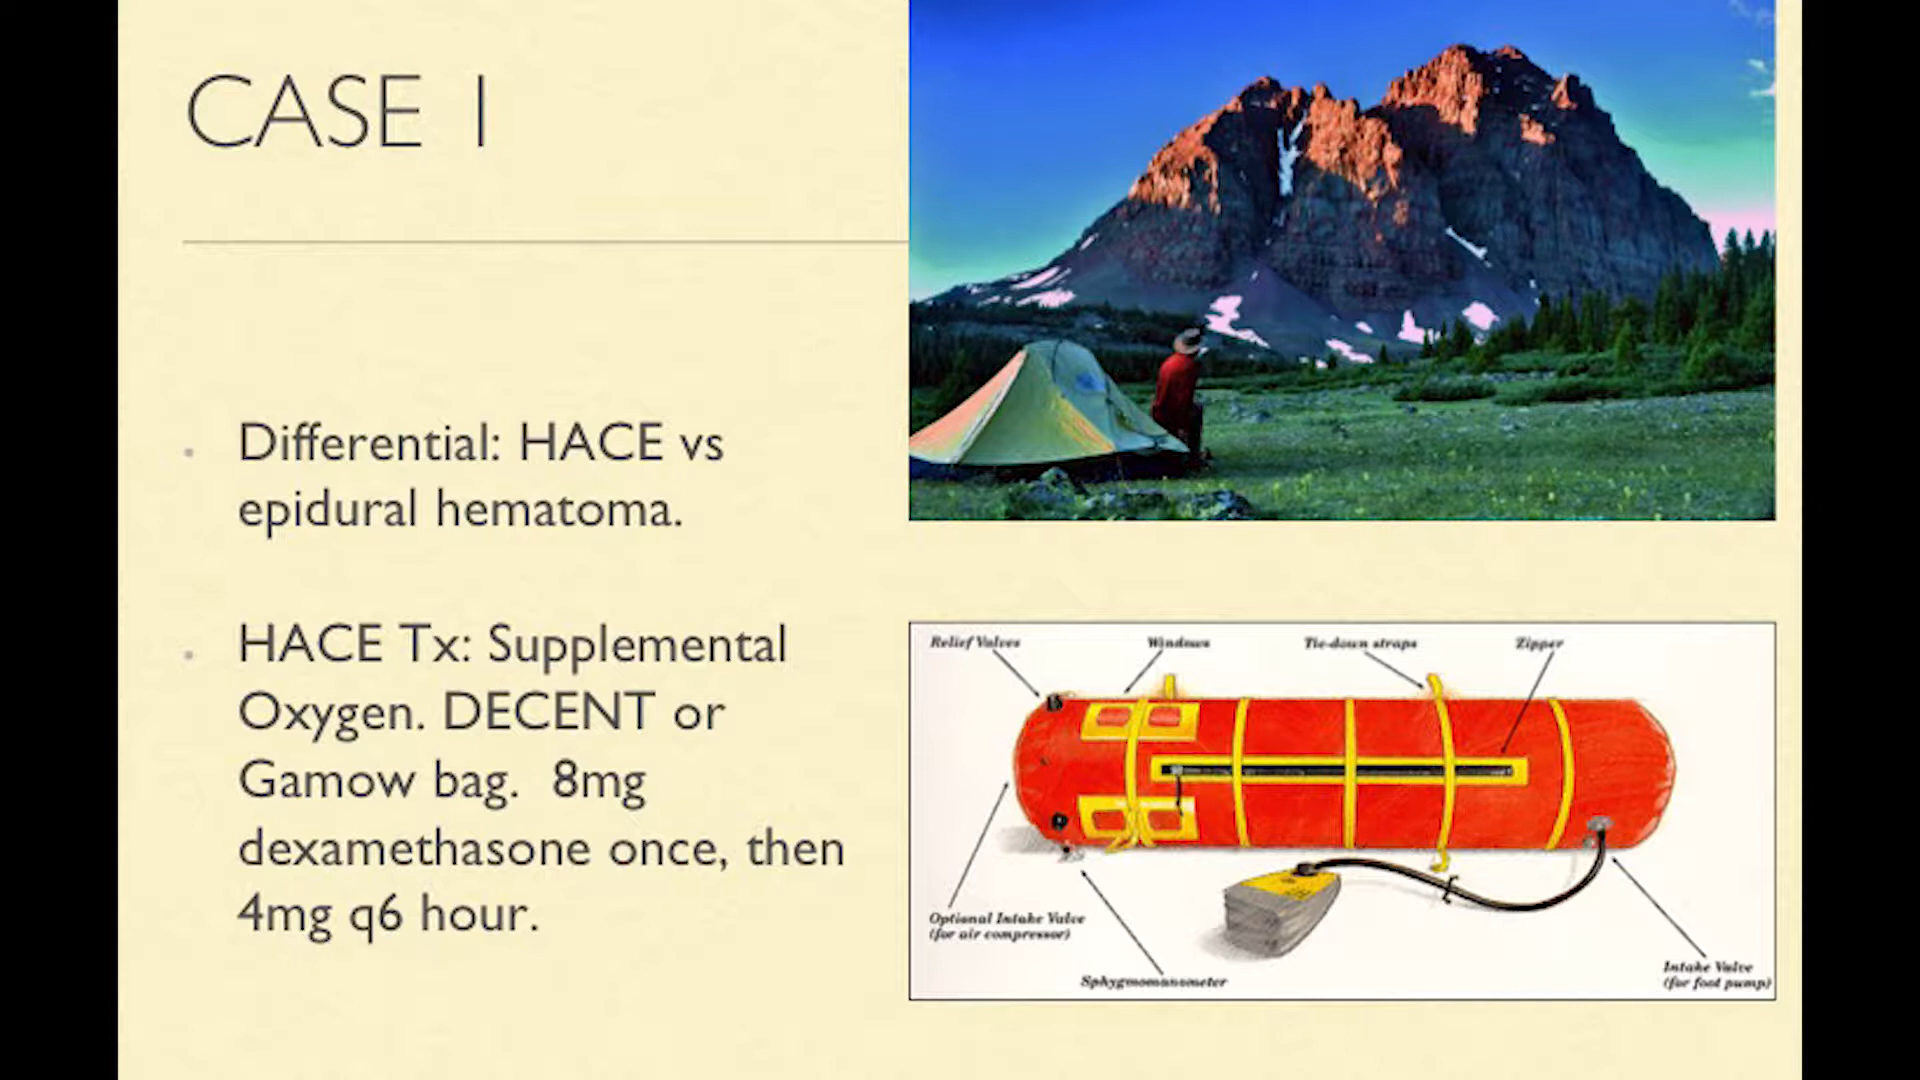 CASE 1
Differential: HACE vs
epidural hematoma.
HACE Tx: Supplemental
Oxygen. DECENT or
Gamow bag. 8mg
dexamethasone once, then
4mg q6 hour.
Relief Valves
Windows
Tie-down straps
Zipper
Optional Intake Valve
(for air compressor)
Sphygmomanometer
Intake Valve
(for foot pump)